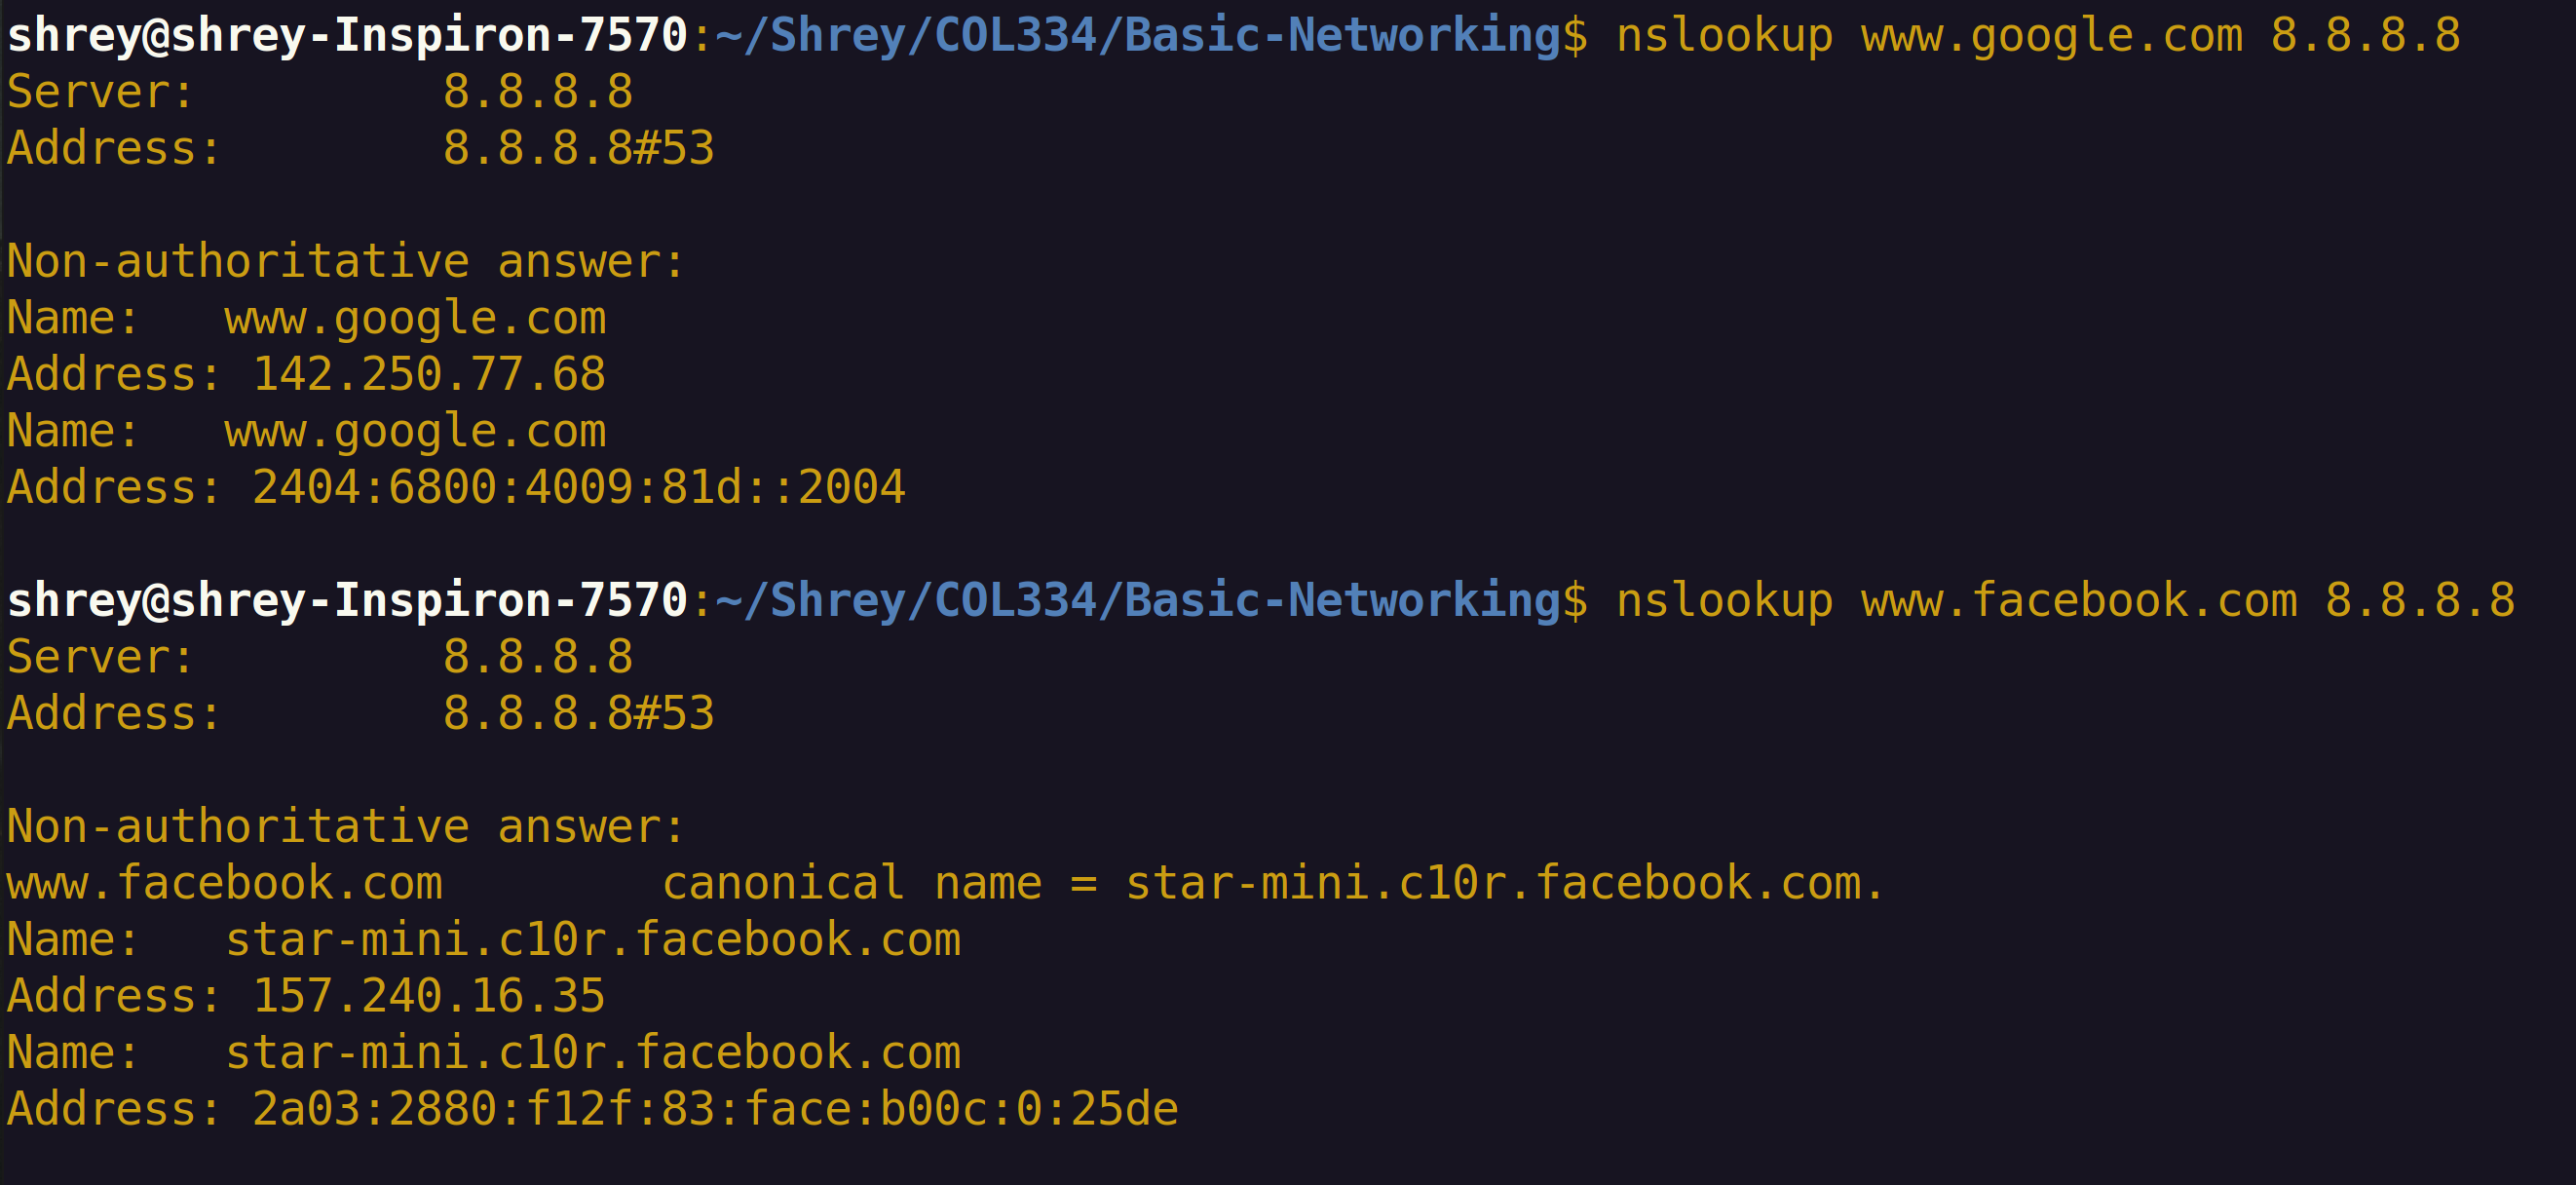 shrey@shrey-Inspiron-7570:~/Shrey/COL334/Basic-Networking$ nslookup www.google.com 8.8.8.8
Server:         8.8.8.8
Address:        8.8.8.8#53

Non-authoritative answer:
Name:   www.google.com
Address: 142.250.77.68
Name:   www.google.com
Address: 2404:6800:4009:81d::2004

shrey@shrey-Inspiron-7570:~/Shrey/COL334/Basic-Networking$ nslookup www.facebook.com 8.8.8.8
Server:         8.8.8.8
Address:        8.8.8.8#53

Non-authoritative answer:
www.facebook.com        canonical name = star-mini.c10r.facebook.com.
Name:   star-mini.c10r.facebook.com
Address: 157.240.16.35
Name:   star-mini.c10r.facebook.com
Address: 2a03:2880:f12f:83:face:b00c:0:25de